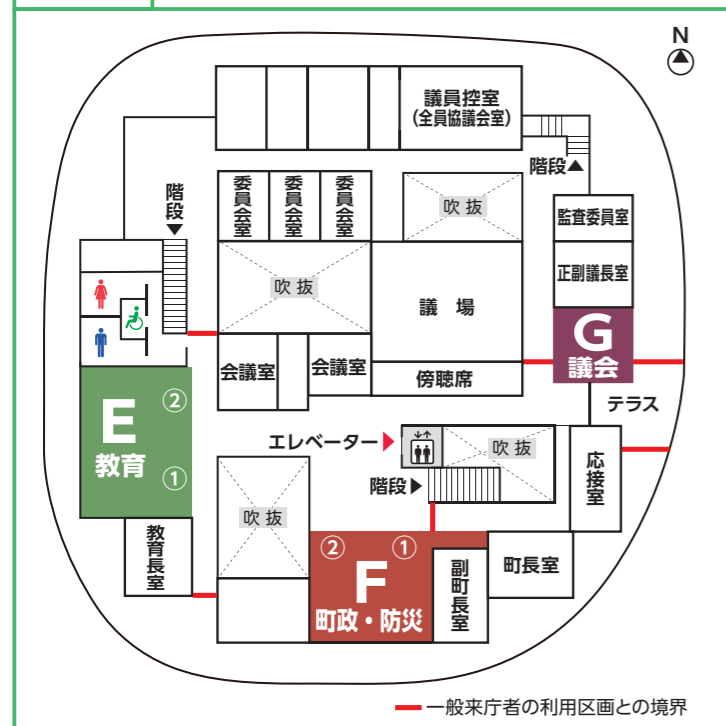 N
議員控室
(全員協議会室)
階段▲
階段▼
委員会室
委員会室
委員会室
吹抜
監査委員室
吹抜
正副議長室
議場
G
議会
会議室
会議室
傍聴席
テラス
E
教育
②
①
エレベーター▶
吹抜
階段▶
応接室
吹抜
教育長室
② ①
F
町政・防災
副町長室
町長室
一般来庁者の利用区画との境界